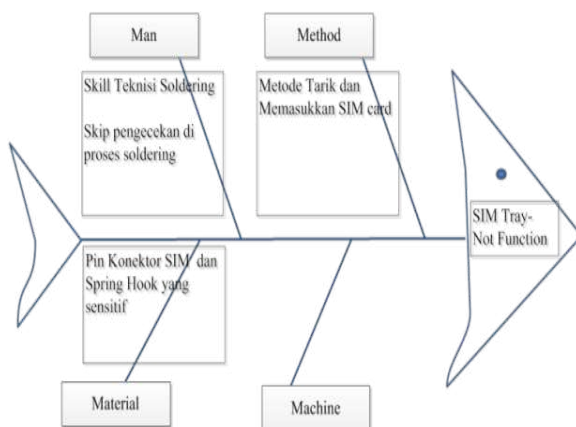 Man
Method
Skill Teknisi Soldering
Skip pengecekan di
proses soldering
Metode Tarik dan
Memasukkan SIM card
SIM Tray-
Not Function
Pin Konektor SIM dan
Spring Hook yang
sensitif
Material
Machine